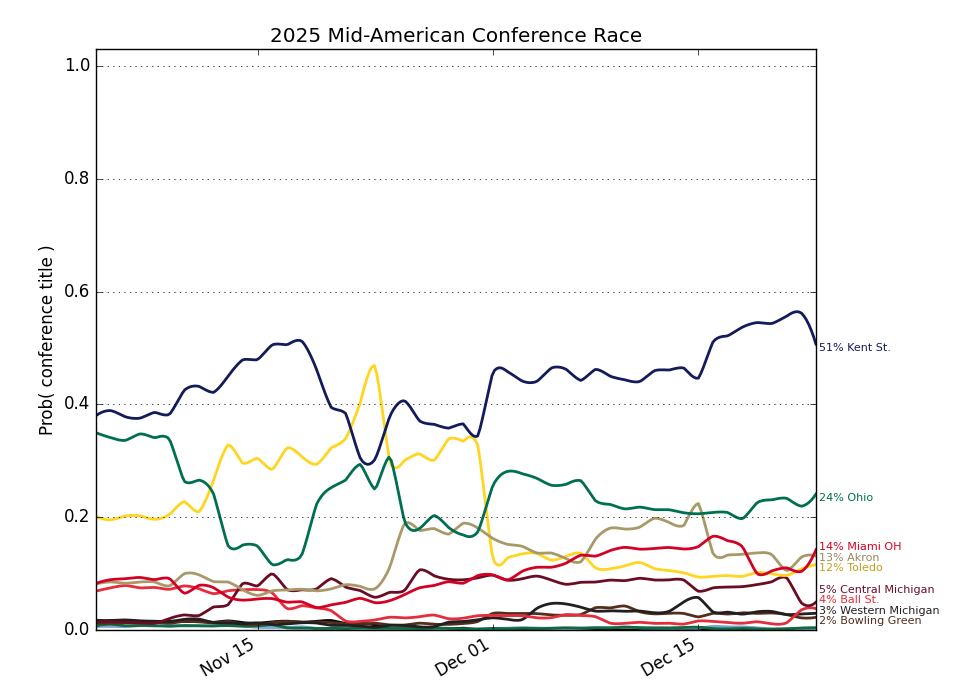 2025 Mid-American Conference Race
Prob( conference title )
1.0
0.8
0.6
0.4
0.2
0.0
Nov 15
Dec 01
Dec 15
51% Kent St.
24% Ohio
14% Miami OH
13% Akron
12% Toledo
5% Central Michigan
4% Ball St.
3% Western Michigan
2% Bowling Green